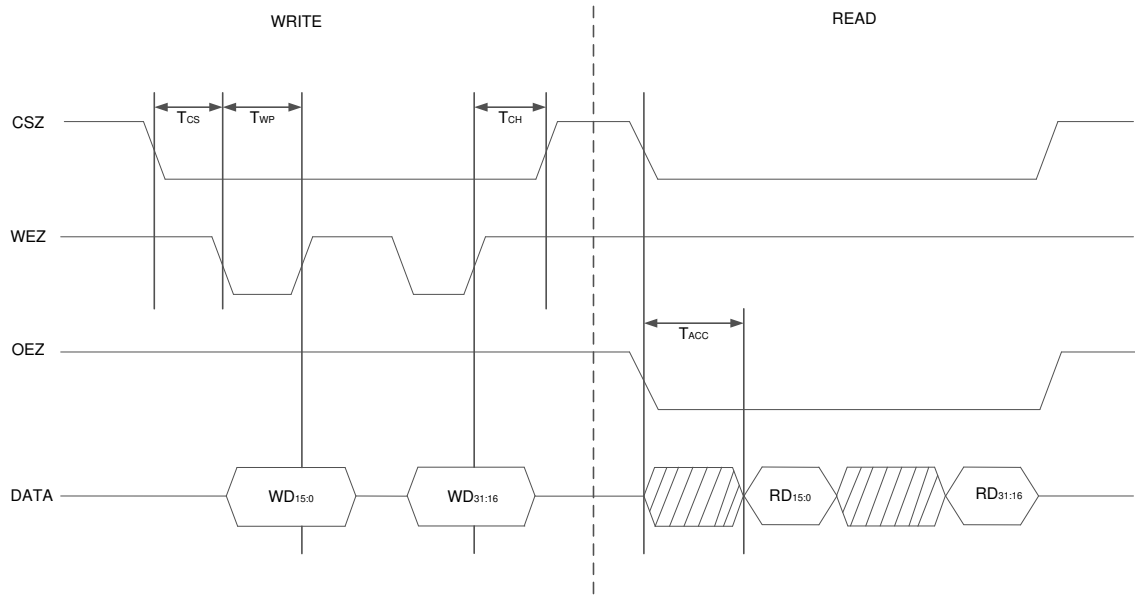 WRITE
READ
TCS
TWP
TCH
CSZ
WEZ
TACC
OEZ
DATA
WD15:0
WD31:16
RD15:0
RD31:16